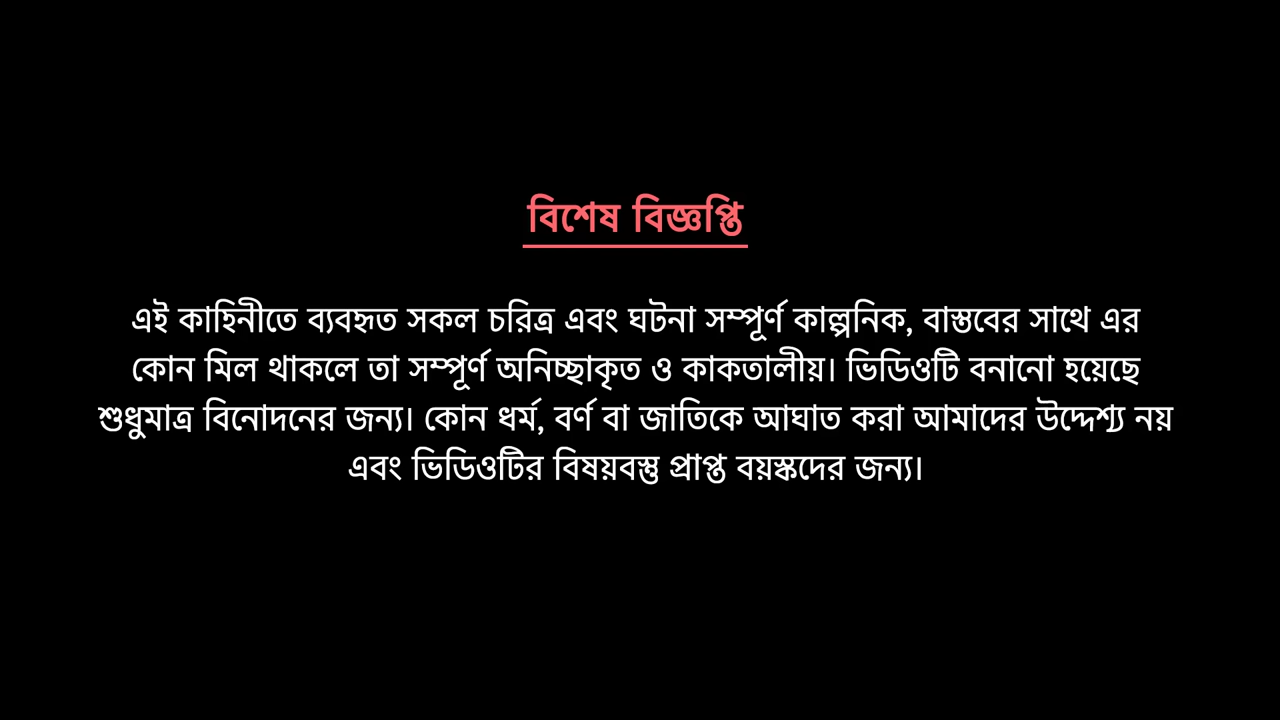 বিশেষ বিজ্ঞপ্তি
এই কাহিনীতে ব্যবহৃত সকল চরিত্র এবং ঘটনা সম্পূর্ণ কাল্পনিক, বাস্তবের সাথে এর
কোন মিল থাকলে তা সম্পূর্ণ অনিচ্ছাকৃত ও কাকতালীয়। ভিডিওটি বনানো হয়েছে
শুধুমাত্র বিনোদনের জন্য। কোন ধর্ম, বর্ণ বা জাতিকে আঘাত করা আমাদের উদ্দেশ্য নয়
এবং ভিডিওটির বিষয়বস্তু প্রাপ্ত বয়স্কদের জন্য।